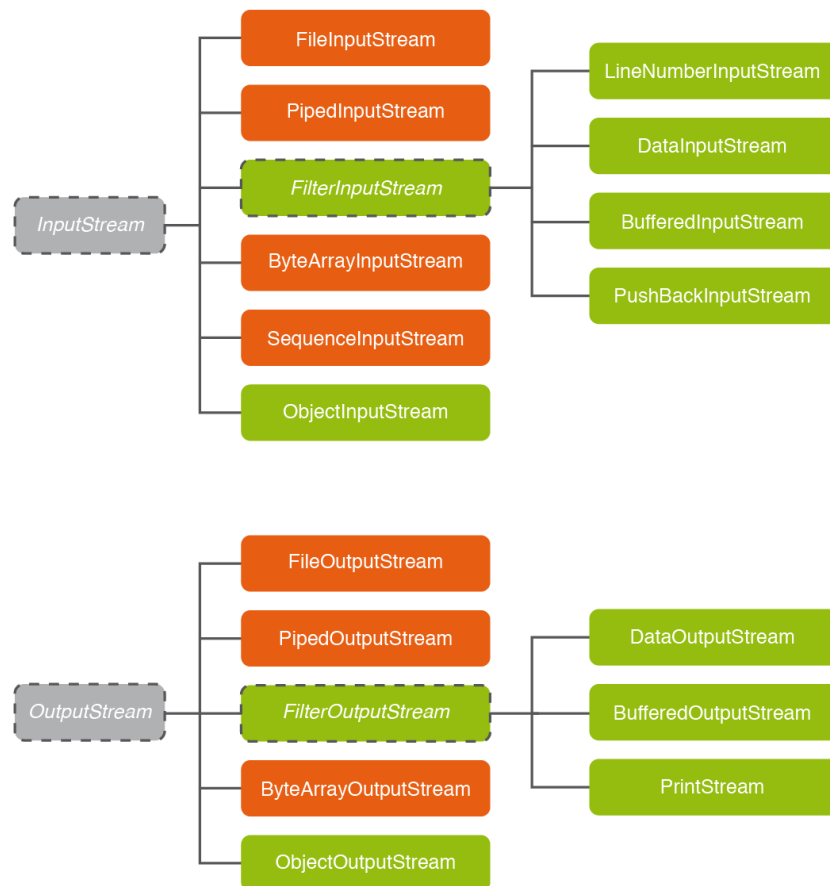 FileInputStream
PipedInputStream
FilterInputStream
ByteArrayInputStream
SequenceInputStream
ObjectInputStream
InputStream
LineNumberInputStream
DataInputStream
BufferedInputStream
PushBackInputStream
FileOutputStream
PipedOutputStream
FilterOutputStream
ByteArrayOutputStream
ObjectOutputStream
OutputStream
DataOutputStream
BufferedOutputStream
PrintStream